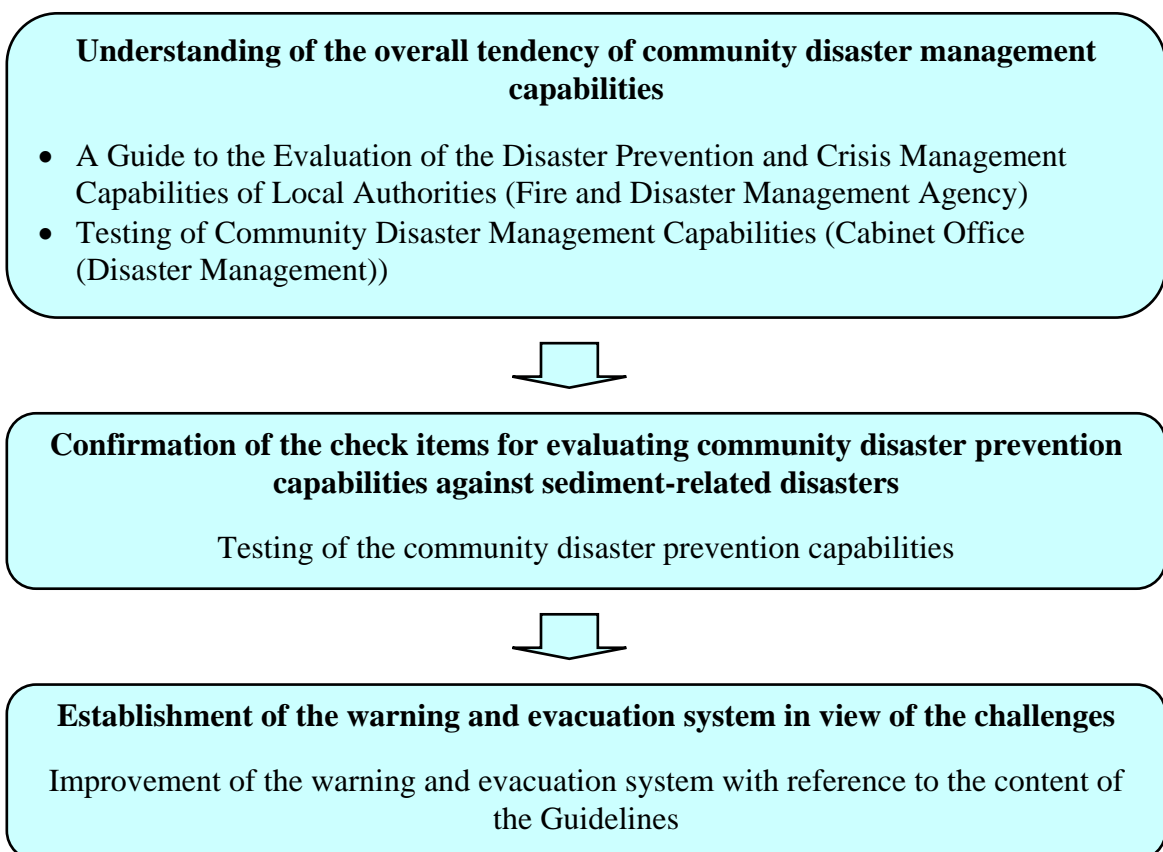 Understanding of the overall tendency of community disaster management
capabilities
• A Guide to the Evaluation of the Disaster Prevention and Crisis Management
Capabilities of Local Authorities (Fire and Disaster Management Agency)
• Testing of Community Disaster Management Capabilities (Cabinet Office
(Disaster Management))
Confirmation of the check items for evaluating community disaster prevention
capabilities against sediment-related disasters
Testing of the community disaster prevention capabilities
Establishment of the warning and evacuation system in view of the challenges
Improvement of the warning and evacuation system with reference to the content of
the Guidelines